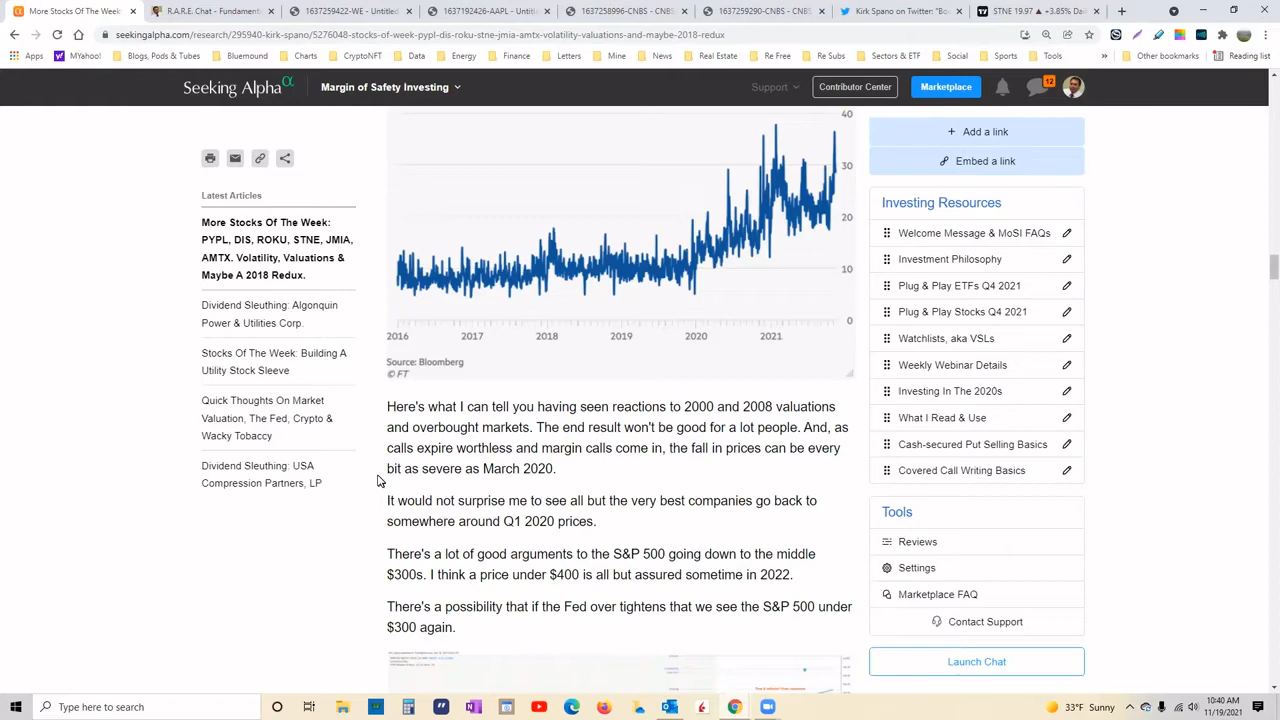 More Stocks Of The Week:
R.A.R.E. Chat - Fundament
1637259422-WE - Untitled
1637192426-AAPL - Untitl
1637258996-CNBS -
1637259290-CNBS -
Kirk Spano on Twitter: "Bo
STNE 19.97 ▲ +3.85% Da
seekingalpha.com/research/295940-kirk-spano/5276048-stocks-of-week-pypl-dis-roku-stne-jmia-amtx-volatility-valuations-and-maybe-2018-redux
Apps MYahoo! Blogs, Pods & Tubes Bluemound Charts CryptoNFT Data Energy Finance Letters Mine News Real Estate Re Free Re Subs Sectors & ETF Social Sports Tools » Other bookmarks Reading list
Seeking Alpha α
Margin of Safety Investing
Support
Contributor Center
Marketplace
12
Latest Articles
More Stocks Of The Week:
PYPL, DIS, ROKU, STNE, JMIA,
AMTX. Volatility, Valuations &
Maybe A 2018 Redux.
Dividend Sleuthing: Algonquin
Power & Utilities Corp.
Stocks Of The Week: Building A
Utility Stock Sleeve
Quick Thoughts On Market
Valuation, The Fed, Crypto &
Wacky Tobaccy
Dividend Sleuthing: USA
Compression Partners, LP
40
30
20
10
0
2016 2017 2018 2019 2020 2021
Source: Bloomberg
© FT
Here's what I can tell you having seen reactions to 2000 and 2008 valuations
and overbought markets. The end result won't be good for a lot people. And, as
calls expire worthless and margin calls come in, the fall in prices can be every
bit as severe as March 2020.
It would not surprise me to see all but the very best companies go back to
somewhere around Q1 2020 prices.
There's a lot of good arguments to the S&P 500 going down to the middle
$300s. I think a price under $400 is all but assured sometime in 2022.
There's a possibility that if the Fed over tightens that we see the S&P 500 under
$300 again.
+ Add a link
Embed a link
Investing Resources
Welcome Message & MoSI FAQs
Investment Philosophy
Plug & Play ETFs Q4 2021
Plug & Play Stocks Q4 2021
Watchlists, aka VSLs
Weekly Webinar Details
Investing In The 2020s
What I Read & Use
Cash-secured Put Selling Basics
Covered Call Writing Basics
Tools
Reviews
Settings
Marketplace FAQ
Contact Support
Launch Chat
Type here to search
33°F Sunny
10:40 AM
11/19/2021